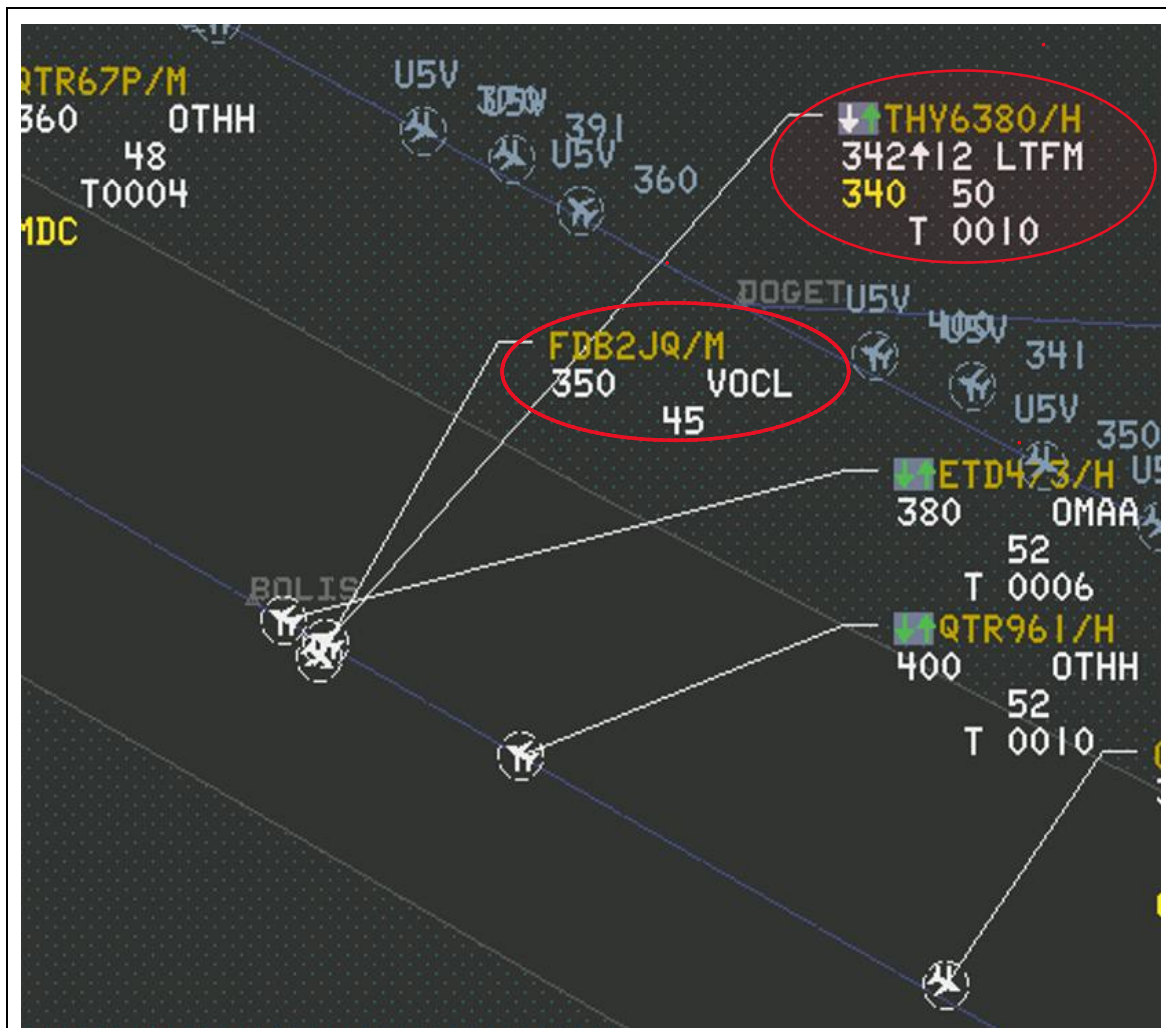 QTR67P/M
360 OTHH
48
T0004
MDC
U5V
391
U5V
360
THY6380/H
342↑12 LTFM
340 50
T 0010
DOGET
U5V
341
U5V
350
FDB2JQ/M
350 VOCL
45
ETD473/H
380 OMAA
52
T 0006
BOLIS
QTR961/H
400 OTHH
52
T 0010